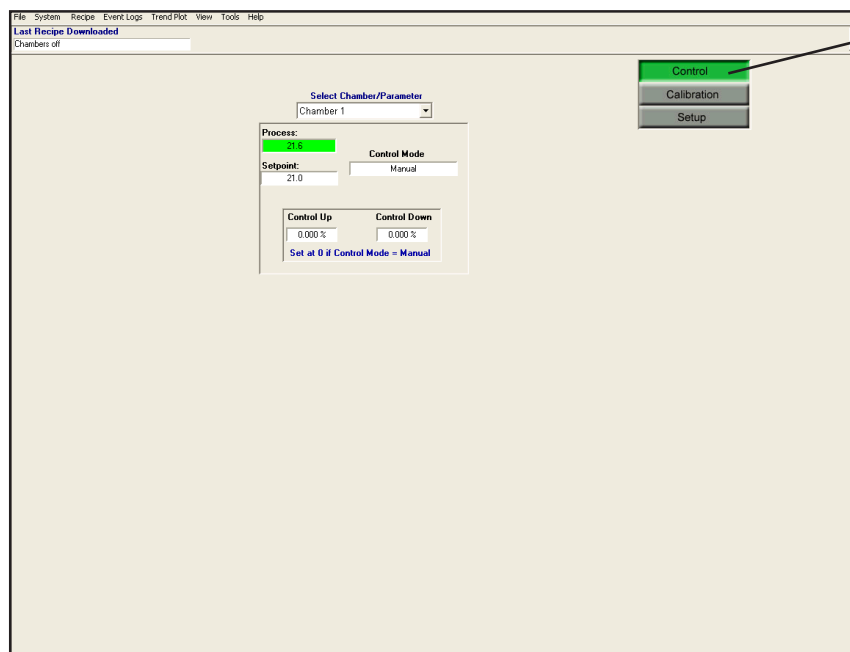 File System Recipe Event Logs Trend Plot View Tools Help
Last Recipe Downloaded
Chambers off
Control
Calibration
Setup
Select Chamber/Parameter
Chamber 1
Process:
21.6
Control Mode
Manual
Setpoint:
21.0
Control Up Control Down
0.000 % 0.000 %
Set at 0 if Control Mode = Manual